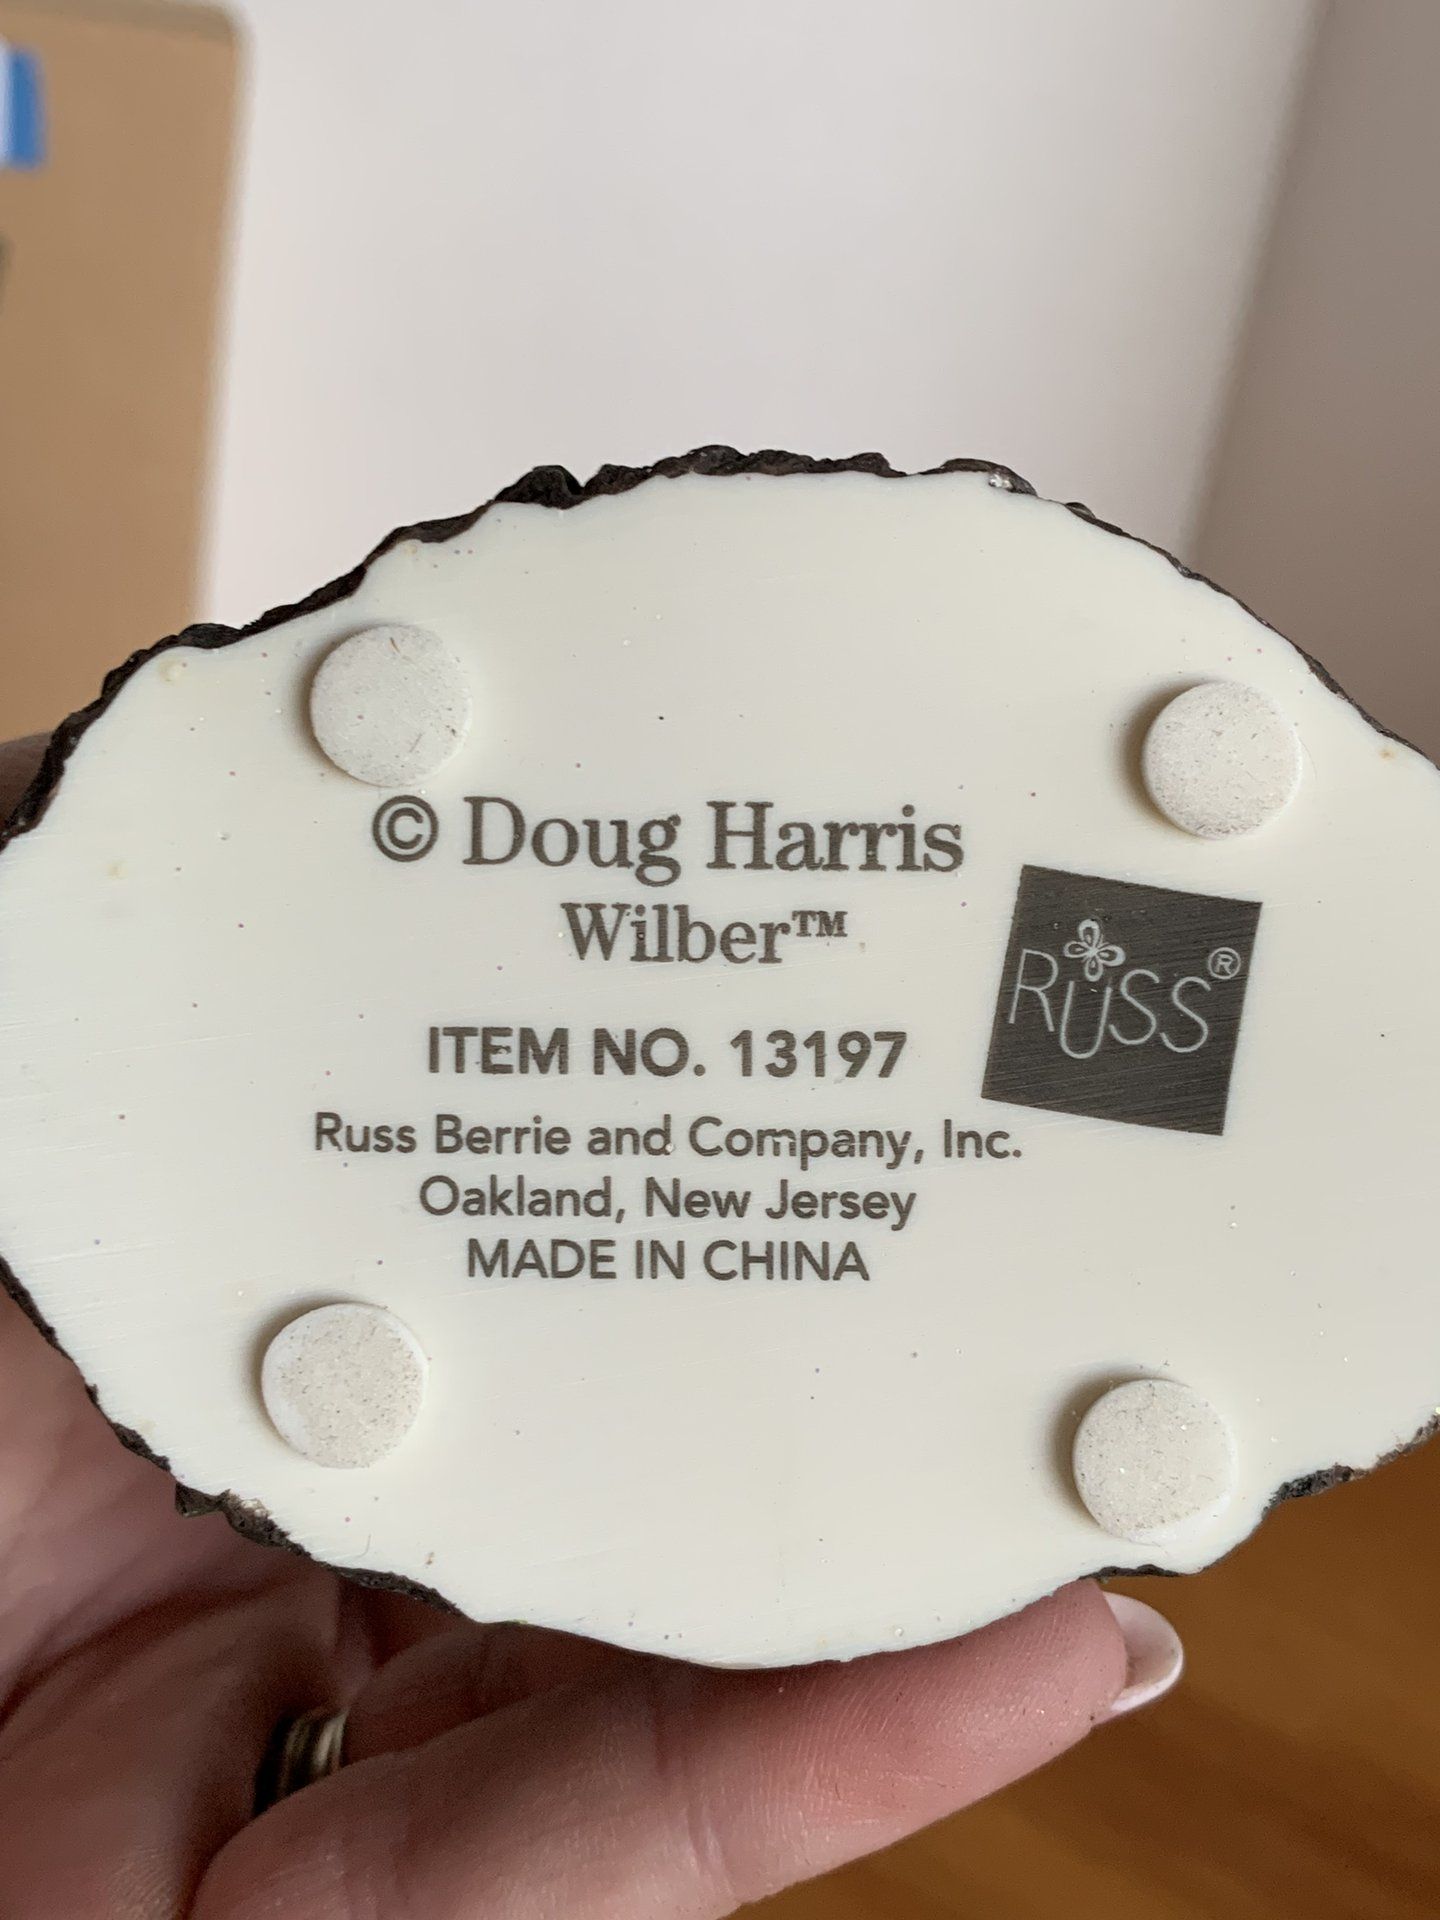 © Doug Harris
Wilber™
RUSS®
ITEM NO. 13197
Russ Berrie and Company, Inc.
Oakland, New Jersey
MADE IN CHINA